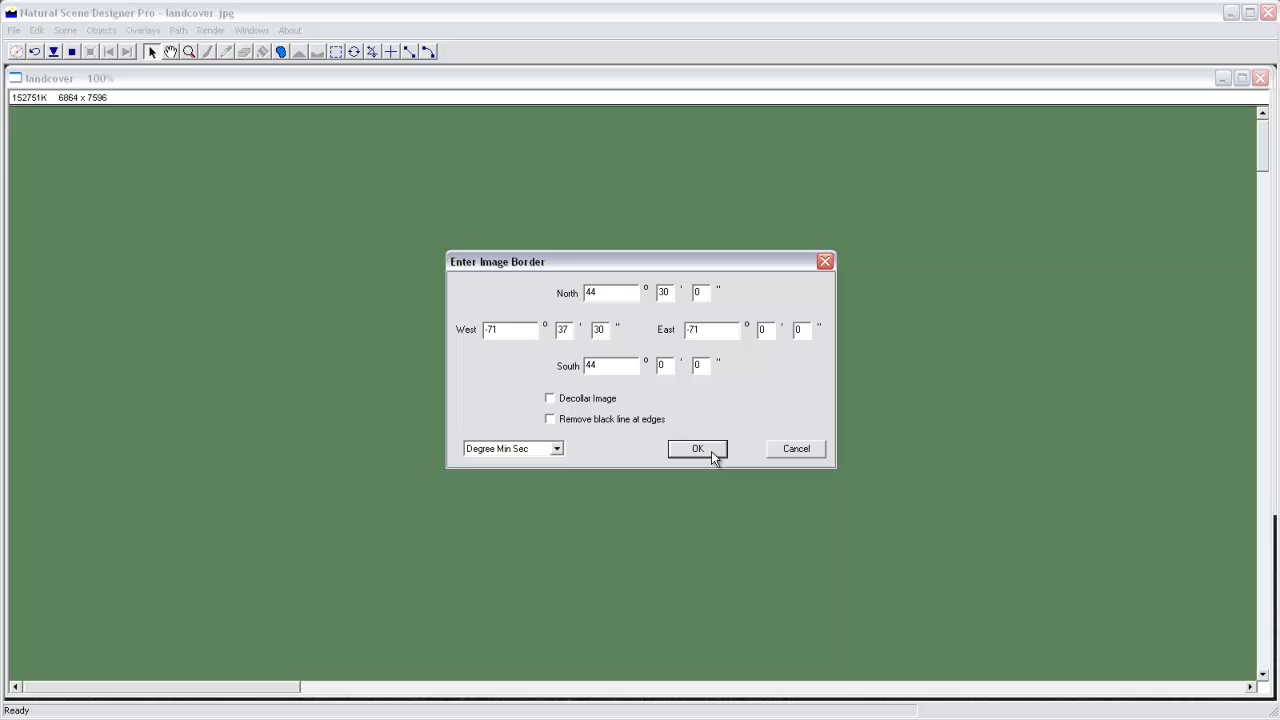 Natural Scene Designer Pro - landcover.jpg
File Edit Scene Objects Overlays Path Render Windows About
landcover 100%
152751K 6864 x 7596
Enter Image Border
North 44 º 30 ' 0 "
West -71 º 37 ' 30 " East -71 º 0 ' 0 "
South 44 º 0 ' 0 "
Decollar Image
Remove black line at edges
Degree Min Sec OK Cancel
Ready